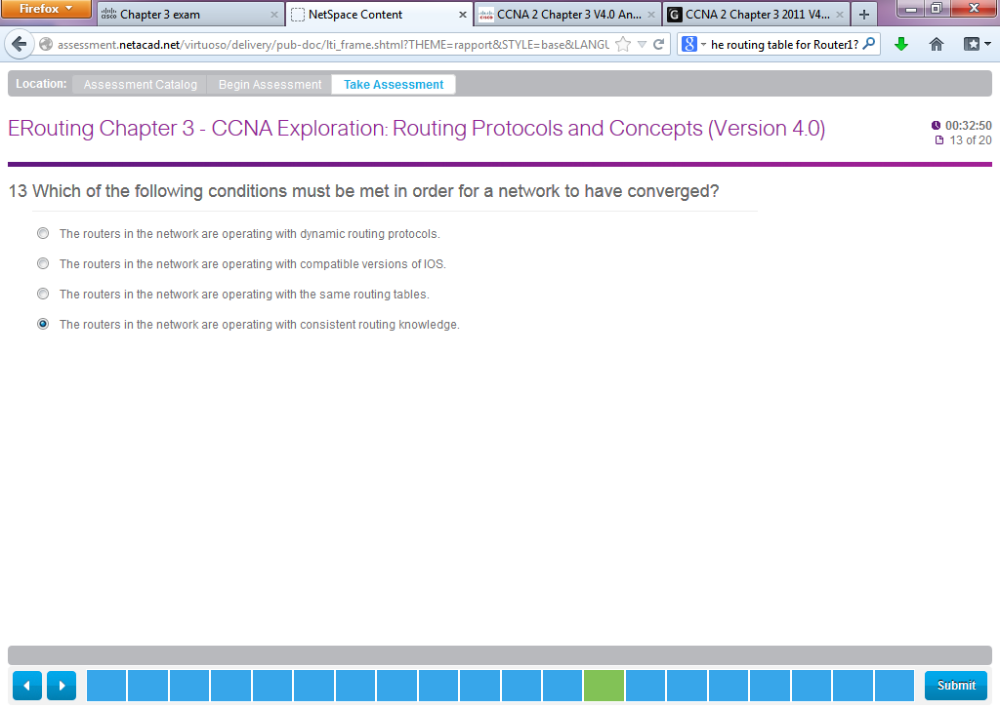 Firefox
Chapter 3 exam
NetSpace Content
CCNA 2 Chapter 3 V4.0 An...
CCNA 2 Chapter 3 2011 V4...
assessment.netacad.net/virtuoso/delivery/pub-doc/lti_frame.shtml?THEME=rapport&STYLE=base&LANGU
he routing table for Router1?
Location:
Assessment Catalog
Begin Assessment
Take Assessment
ERouting Chapter 3 - CCNA Exploration: Routing Protocols and Concepts (Version 4.0)
00:32:50
13 of 20
13 Which of the following conditions must be met in order for a network to have converged?
The routers in the network are operating with dynamic routing protocols.
The routers in the network are operating with compatible versions of IOS.
The routers in the network are operating with the same routing tables.
The routers in the network are operating with consistent routing knowledge.
Submit